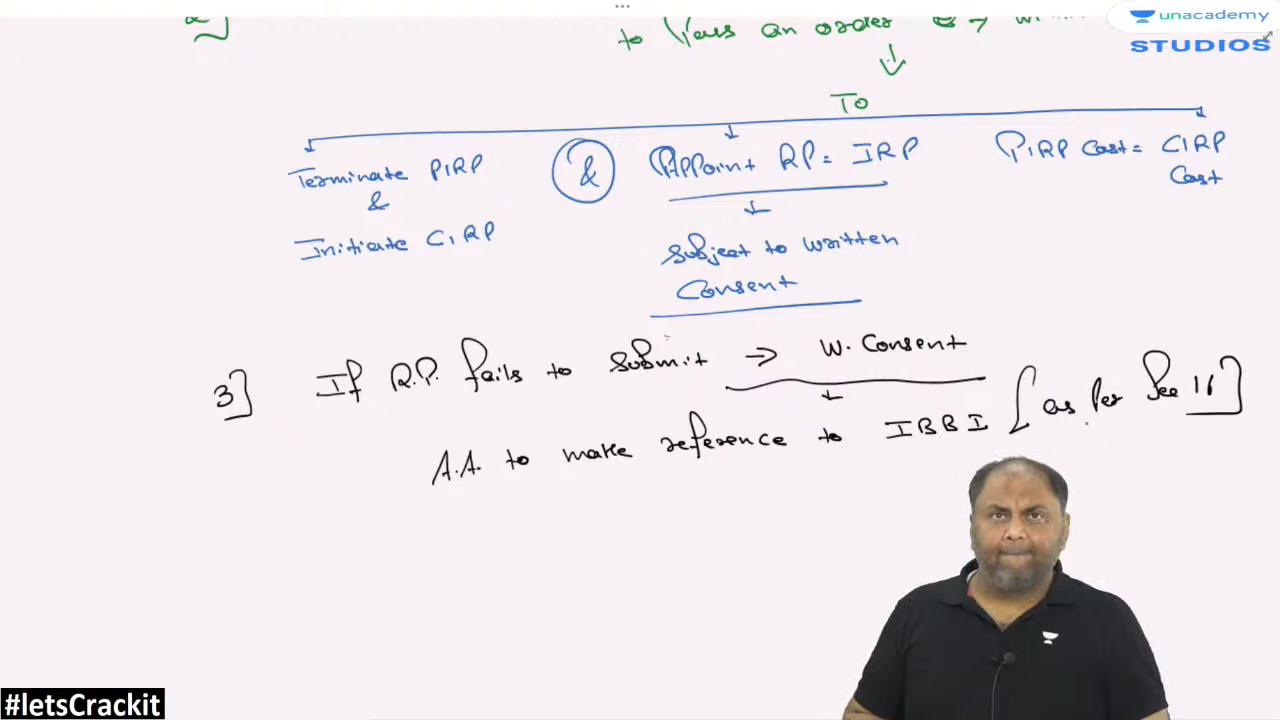 unacademy
STUDIOS
2]
to Pass an order
To
Terminate PIRP
&
Initiate CIRP
&
Appoint RP = IRP
Subject to written
Consent
PIRP Cost = CIRP
Cost
3] If R.P. fails to Submit → W. Consent
A.A. to make reference to IBBI [as Per Sec 16]
#letsCrackit